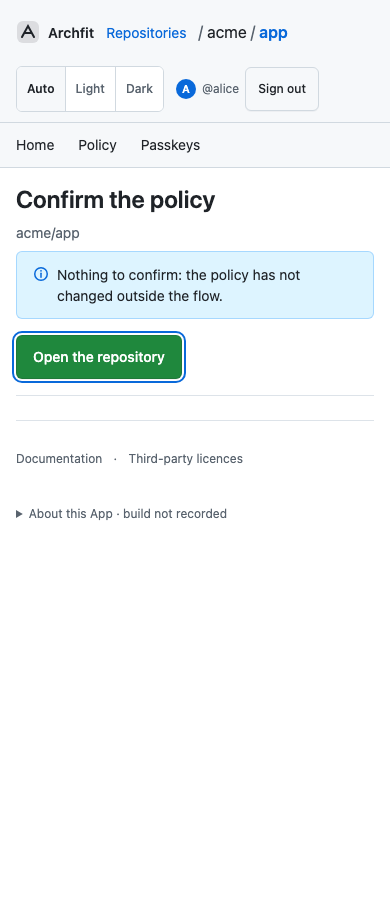 Archfit Repositories / acme / app
Auto Light Dark A @alice Sign out
Home Policy Passkeys
Confirm the policy
acme/app
Nothing to confirm: the policy has not
changed outside the flow.
Open the repository
Documentation · Third-party licences
About this App · build not recorded